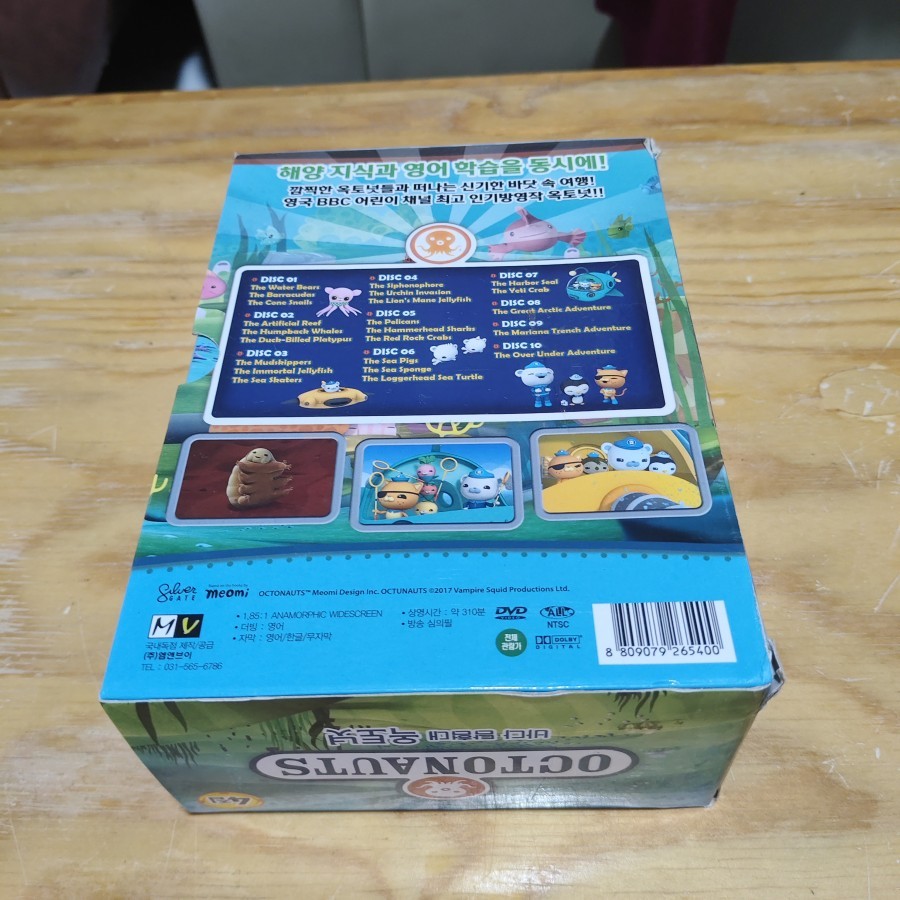 해양 지식과 영어 학습을 동시에!
깜찍한 옥토넛들과 떠나는 신기한 바닷 속 여행!
영국 BBC 어린이 채널 최고 인기방영작 옥토넛!!
DISC 01
The Water Bears
The Barracudas
The Cone Snails
DISC 02
The Artificial Reef
The Humpback Whales
The Duck-Billed Platypus
DISC 03
The Mudskippers
The Immortal Jellyfish
The Sea Skaters
DISC 04
The Siphonophore
The Urchin Invasion
The Lion's Mane Jellyfish
DISC 05
The Pelicans
The Hammerhead Sharks
The Red Rock Crabs
DISC 06
The Sea Pigs
The Sea Sponge
The Loggerhead Sea Turtle
DISC 07
The Harbor Seal
The Yeti Crab
DISC 08
The Great Arctic Adventure
DISC 09
The Mariana Trench Adventure
DISC 10
The Over Under Adventure
Silver GATE
meomi
OCTONAUTS™ Meomi Design Inc. OCTUNAUTS ©2017 Vampire Squid Productions Ltd.
MV
국내독점 제작/공급
(주)엠앤브이
TEL : 031-565-6786
• 1.85:1 ANAMORPHIC WIDESCREEN
• 더빙 : 영어
• 자막 : 영어/한글/무자막
• 상영시간 : 약 310분
• 방송 심의필
DVD VIDEO
ALL
NTSC
전체 관람가
DOLBY DIGITAL
8 809079 265400
바다 탐험대 옥토넛
OCTONAUTS